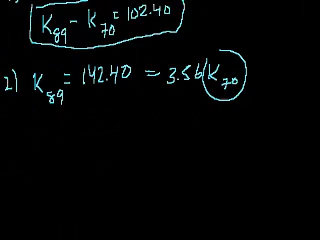 K₈₉ - K₇₀ = 102.40
2) K₈₉ = 142.40 = 3.56 K₇₀